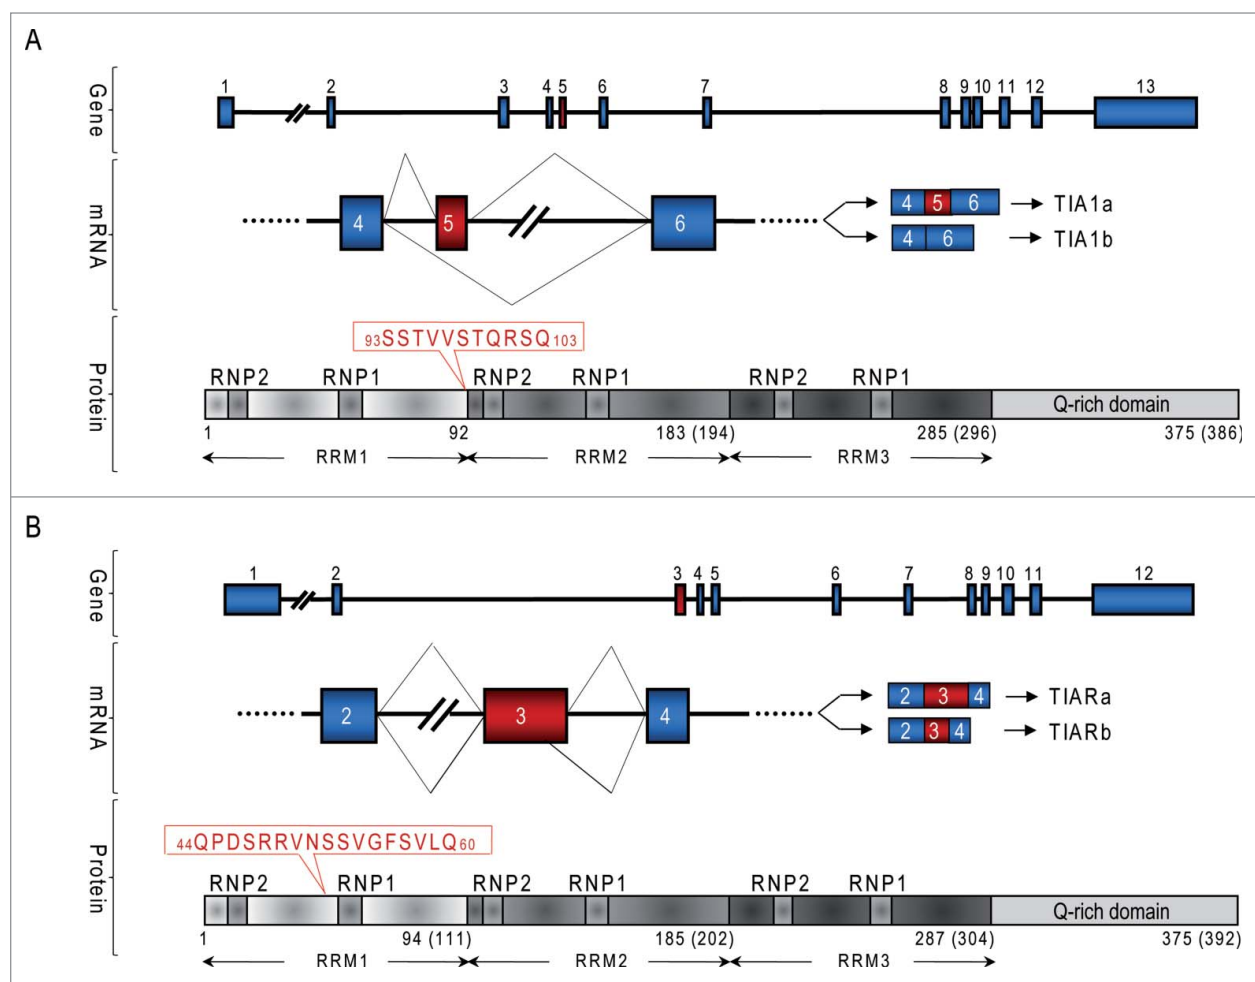 A
Gene
1 2 3 4 5 6 7 8 9 10 11 12 13
mRNA
4 5 6
4 5 6 TIA1a
4 6 TIA1b
Protein
93SSTVVSTQRSQ103
RNP2 RNP1 RNP2 RNP1 RNP2 RNP1
Q-rich domain
1 92 183 (194) 285 (296) 375 (386)
RRM1 RRM2 RRM3
B
Gene
1 2 3 4 5 6 7 8 9 10 11 12
mRNA
2 3 4
2 3 4 TIARa
2 3 4 TIARb
Protein
44QPDSRRVNSSVGFSVLQ60
RNP2 RNP1 RNP2 RNP1 RNP2 RNP1
Q-rich domain
1 94 (111) 185 (202) 287 (304) 375 (392)
RRM1 RRM2 RRM3